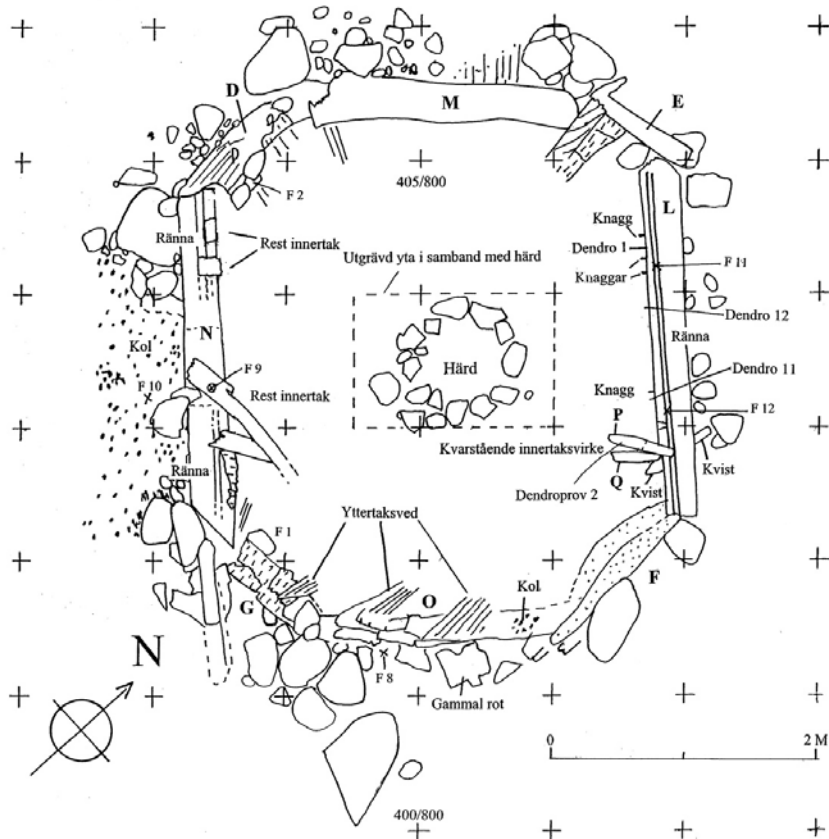 D
M
E
405/800
F 2
L
Ränna
Rest innertak
Knagg
Dendro 1
Knaggar
F 11
Utgrävd yta i samband med härd
Dendro 12
Ränna
N
Kol
Härd
F 9
F 10
Rest innertak
Dendro 11
Knagg
P
F 12
Kvarstående innertaksvirke
Kvist
Ränna
Q
Kvist
Dendroprov 2
Yttertaksved
F 1
F
G
O
Kol
N
F 8
Gammal rot
0
2 M
400/800